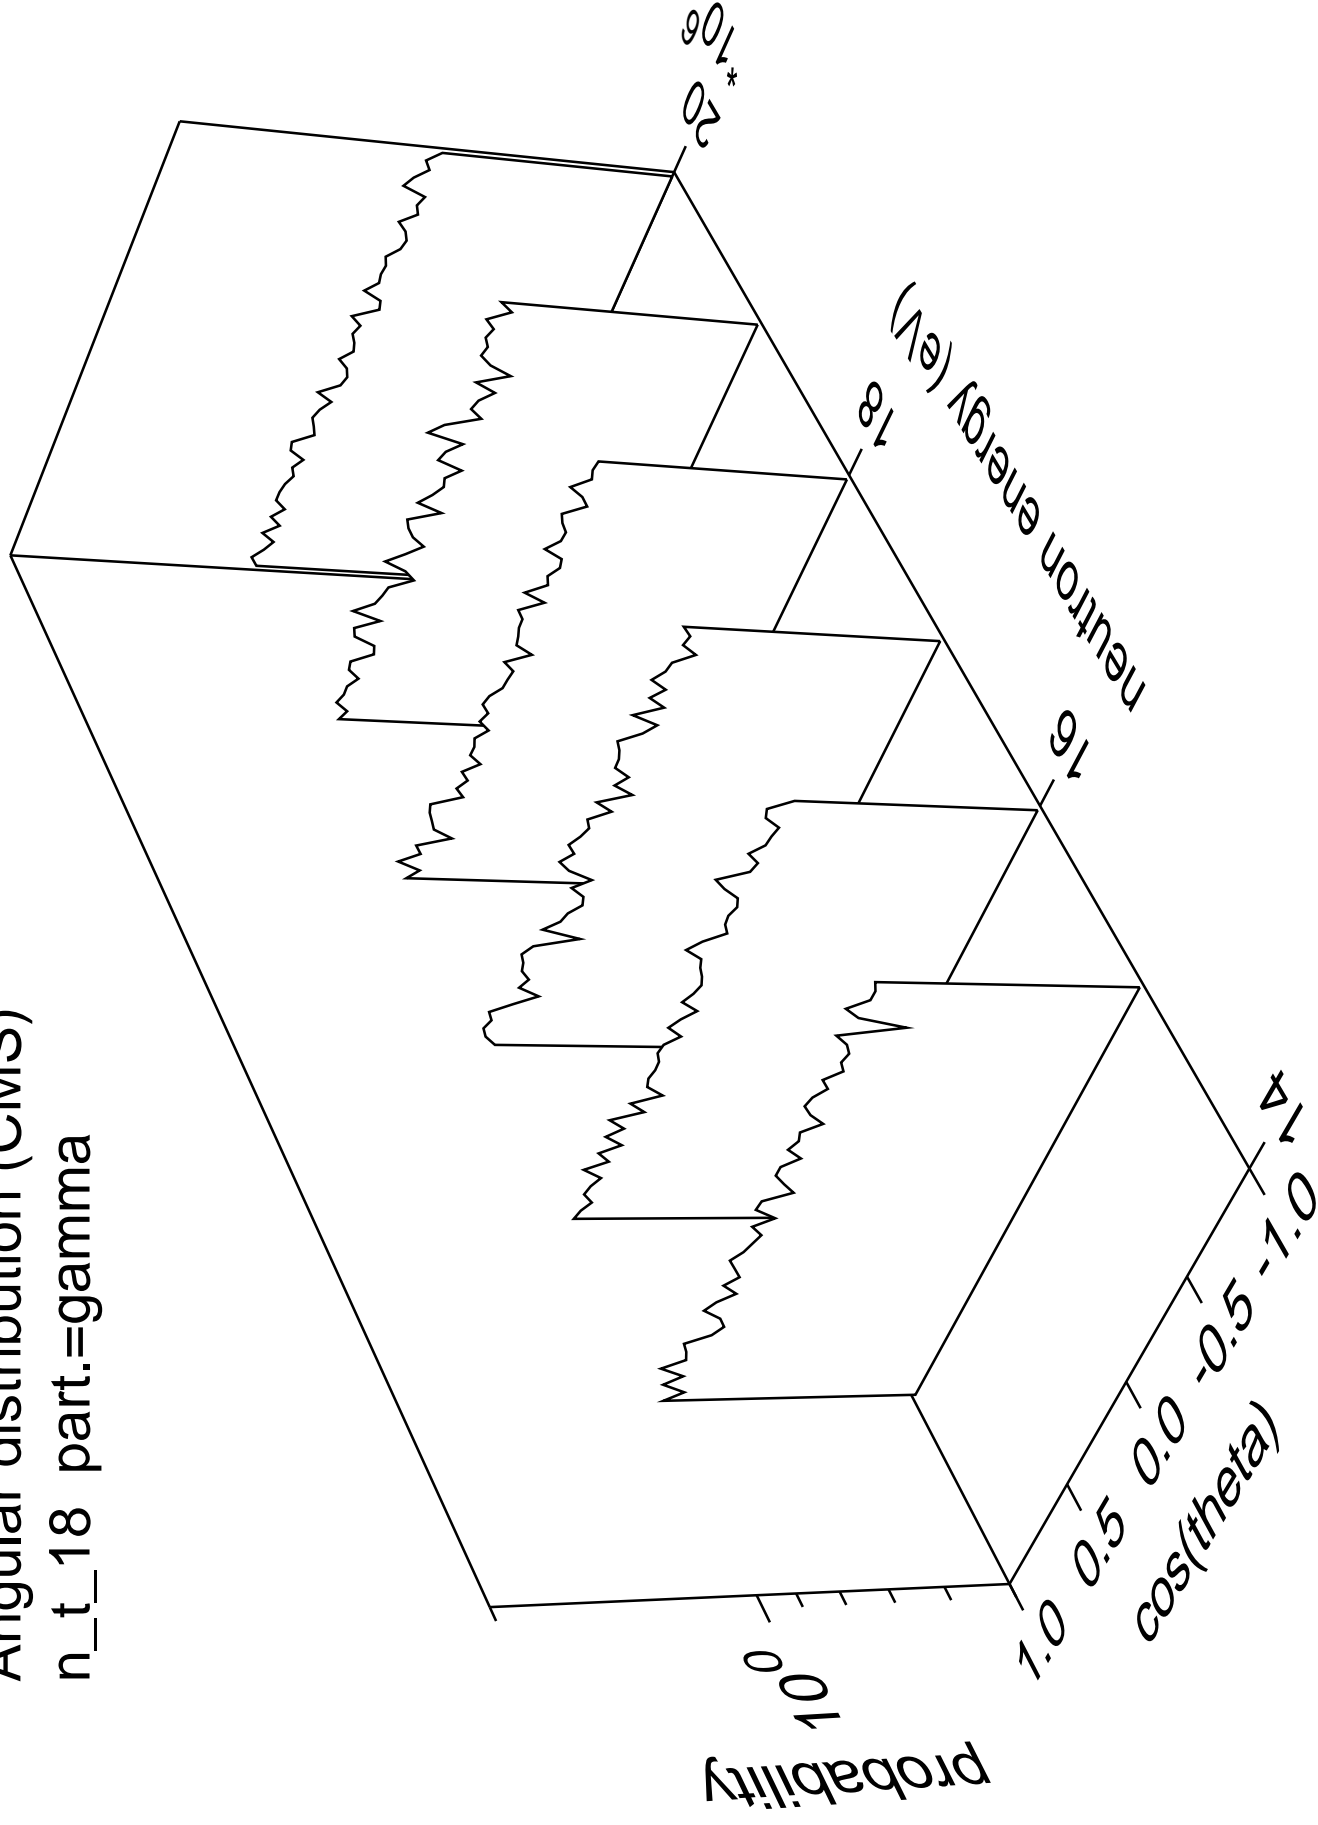 Angular distribution (CMS)
n_t_18 part.=gamma
probability
10^0
1.0 0.5 0.0 -0.5 -1.0
cos(theta)
14 16 18 20
*10^6
neutron energy (eV)